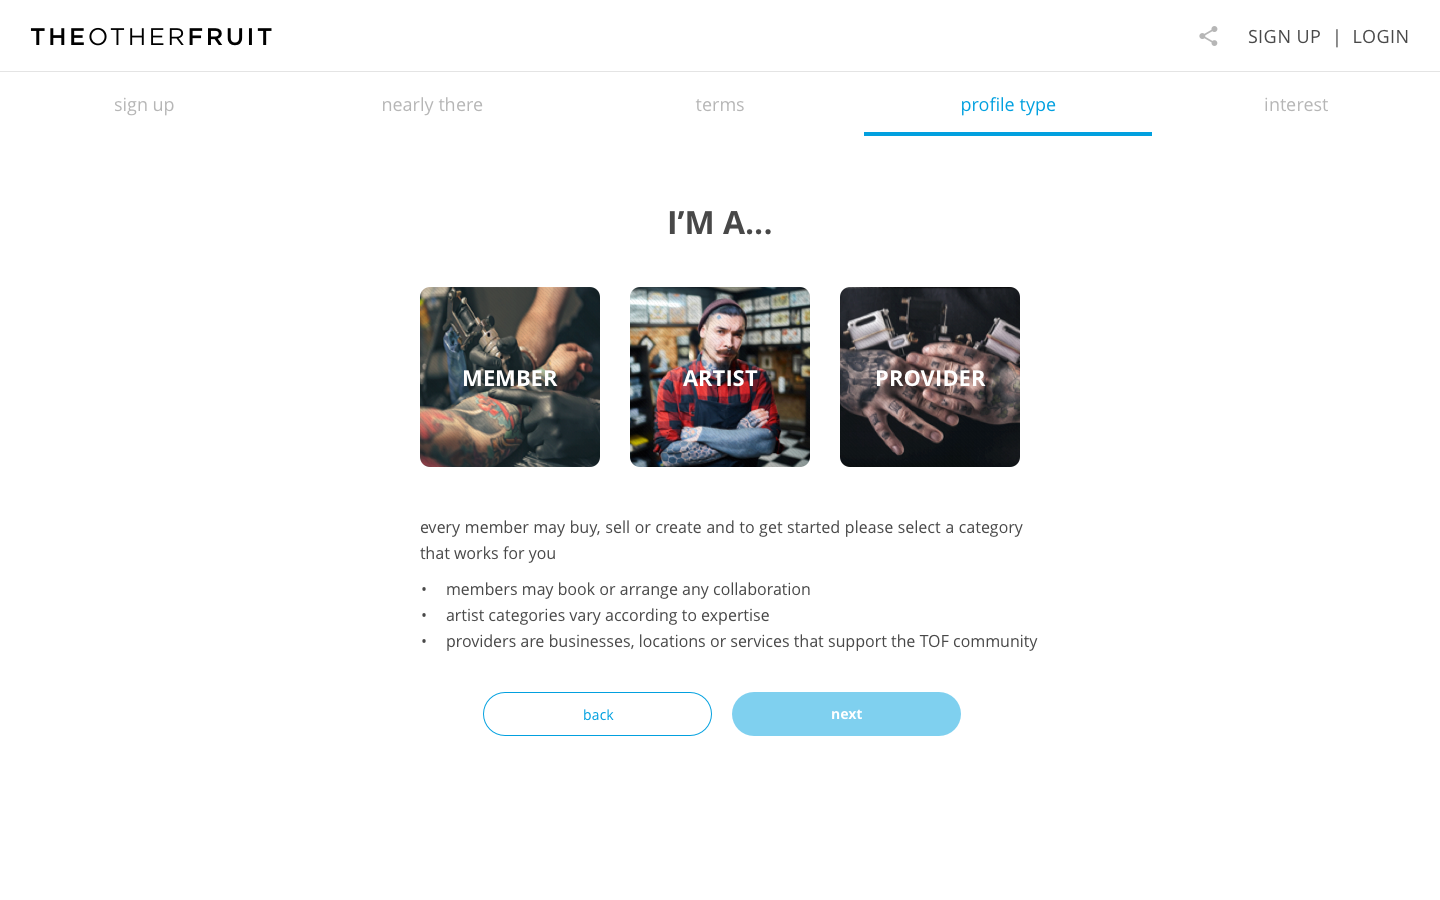 THEOTHERFRUIT
SIGN UP | LOGIN
sign up
nearly there
terms
profile type
interest
I’M A...
MEMBER
ARTIST
PROVIDER
every member may buy, sell or create and to get started please select a category
that works for you
• members may book or arrange any collaboration
• artist categories vary according to expertise
• providers are businesses, locations or services that support the TOF community
back
next